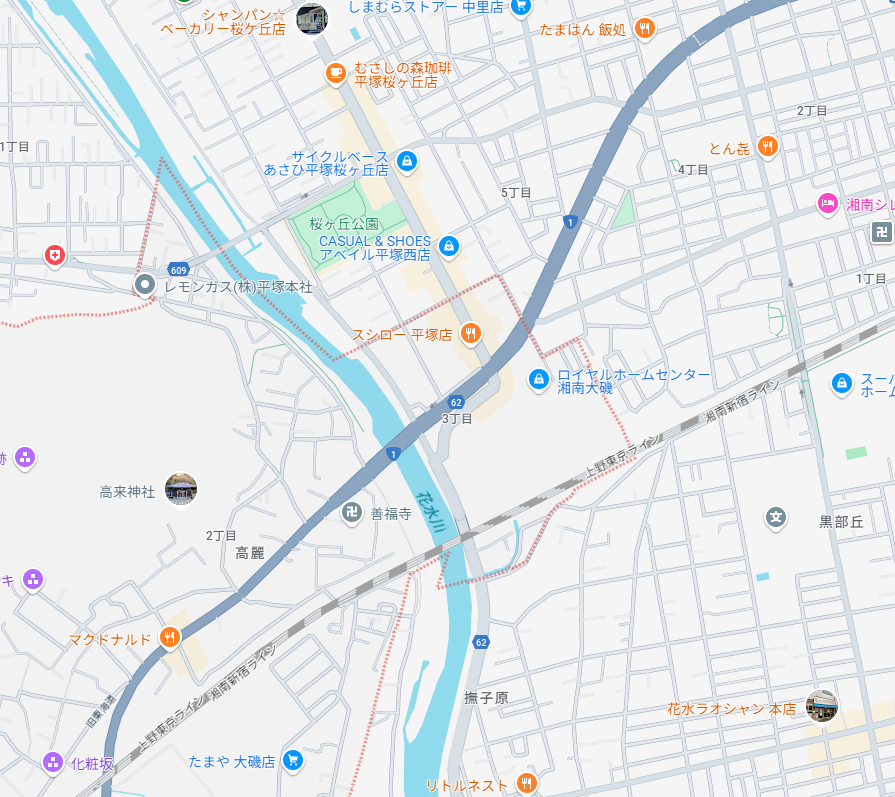 シャンパン☆
ベーカリー桜ケ丘店
しまむらストアー 中里店
たまはん 飯処
むさしの森珈琲
平塚桜ヶ丘店
2丁目
1丁目
とん㐂
サイクルベース
あさひ平塚桜ヶ丘店
4丁目
5丁目
湘南シレ
桜ヶ丘公園
1
CASUAL & SHOES
アベイル平塚西店
609
1丁目
レモンガス(株)平塚本社
スシロー 平塚店
ロイヤルホームセンター
湘南大磯
スーパ
ホーム
62
3丁目
湘南新宿ライン
1
上野東京ライン
跡
高来神社
花水川
善福寺
黒部丘
2丁目
高麗
キ
マクドナルド
62
湘南新宿ライン
撫子原
旧東海道
上野東京ライン
花水ラオシャン 本店
化粧坂
たまや 大磯店
リトルネスト